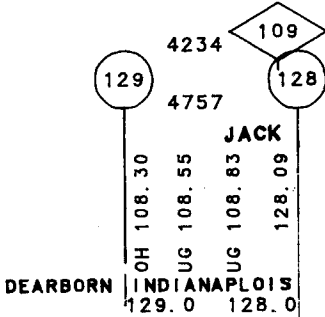 109
4234
129
128
4757
JACK
OH 108.30
UG 108.55
UG 108.83
128.09
DEARBORN INDIANAPLOIS
129.0 128.0